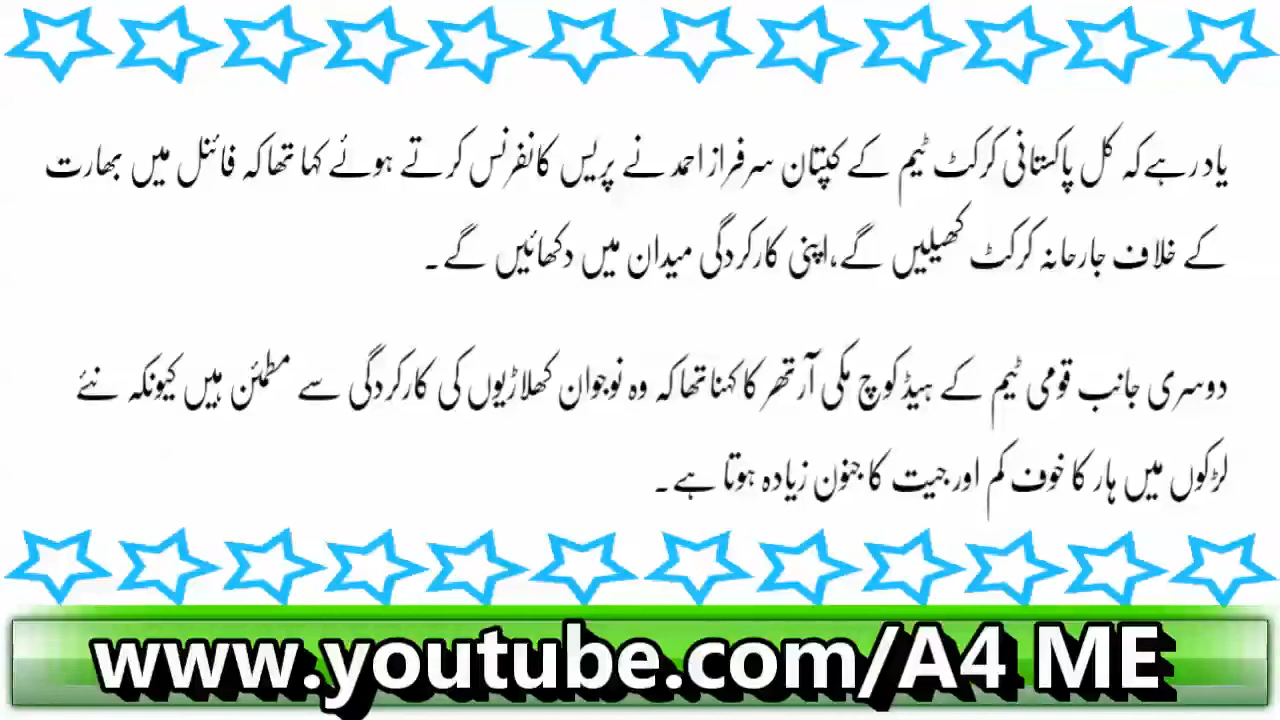 یاد رہے کہ کل پاکستانی کرکٹ ٹیم کے کپتان سرفراز احمد نے پریس کانفرنس کرتے ہوئے کہا تھا کہ فائنل میں بھارت
کے خلاف جارحانہ کرکٹ کھیلیں گے،اپنی کارکردگی میدان میں دکھائیں گے۔
دوسری جانب قومی ٹیم کے ہیڈ کوچ مکی آرتھر کا کہنا تھا کہ وہ نوجوان کھلاڑیوں کی کارکردگی سے مطمئن ہیں کیونکہ نئے
لڑکوں میں ہار کا خوف کم اور جیت کا جنون زیادہ ہوتا ہے۔
www.youtube.com/A4 ME